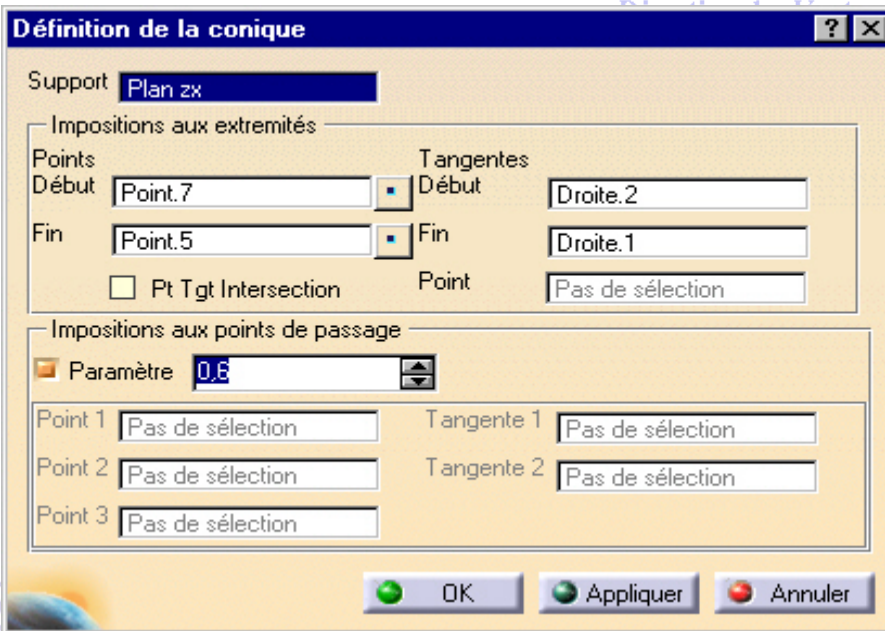 Définition de la conique
Support Plan zx
Impositions aux extremités
Points Tangentes
Début Point.7 Début Droite.2
Fin Point.5 Fin Droite.1
Pt Tgt Intersection Point Pas de sélection
Impositions aux points de passage
Paramètre 0,6
Point 1 Pas de sélection Tangente 1 Pas de sélection
Point 2 Pas de sélection Tangente 2 Pas de sélection
Point 3 Pas de sélection
OK Appliquer Annuler